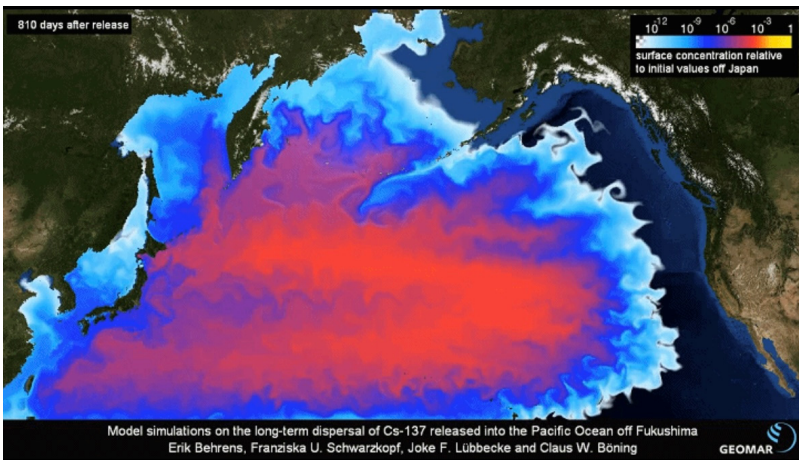 810 days after release
10^-12 10^-9 10^-6 10^-3 1
surface concentration relative
to initial values off Japan
Model simulations on the long-term dispersal of Cs-137 released into the Pacific Ocean off Fukushima
Erik Behrens, Franziska U. Schwarzkopf, Joke F. Lübbecke and Claus W. Böning
GEOMAR